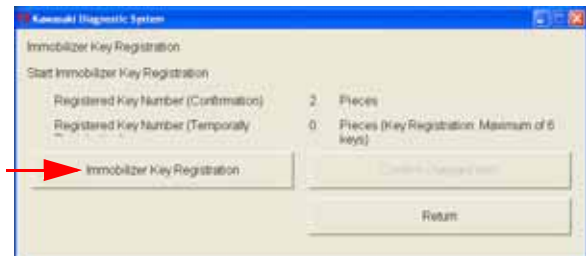 Kawasaki Diagnostic System
Immobilizer Key Registration
Start Immobilizer Key Registration
Registered Key Number (Confirmation) 2 Pieces
Registered Key Number (Temporally 0 Pieces (Key Registration: Maximum of 6
keys)
Immobilizer Key Registration
Return